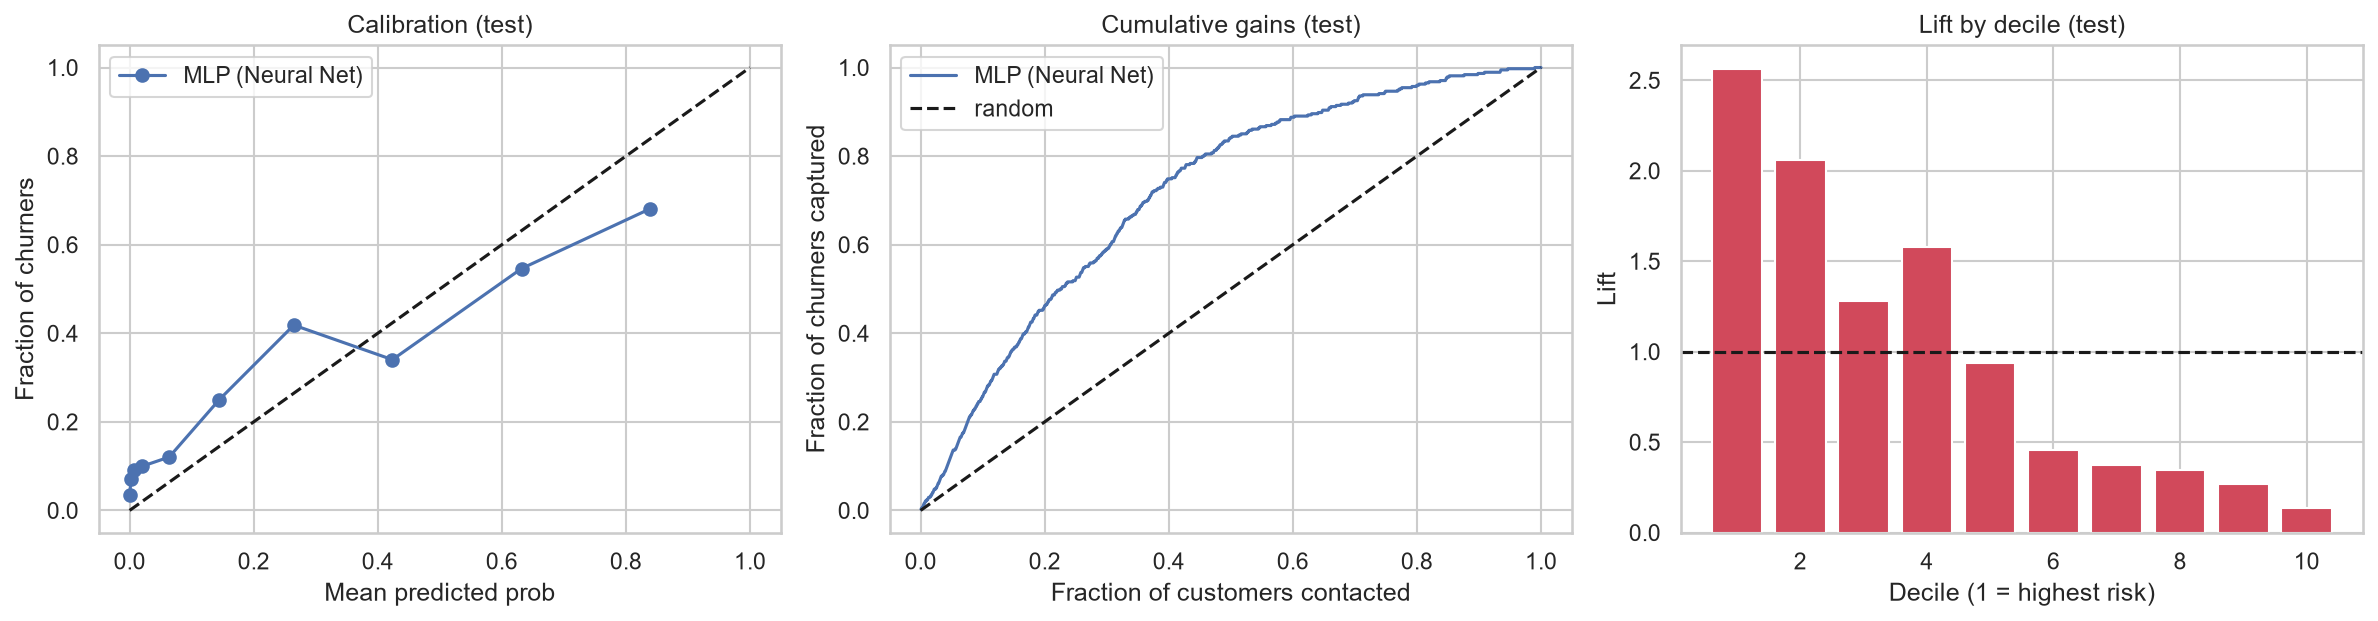 Calibration (test)
MLP (Neural Net)
1.0
0.8
0.6
0.4
0.2
0.0
Fraction of churners
0.0 0.2 0.4 0.6 0.8 1.0
Mean predicted prob
Cumulative gains (test)
MLP (Neural Net)
random
1.0
0.8
0.6
0.4
0.2
0.0
Fraction of churners captured
0.0 0.2 0.4 0.6 0.8 1.0
Fraction of customers contacted
Lift by decile (test)
2.5
2.0
1.5
1.0
0.5
0.0
Lift
2 4 6 8 10
Decile (1 = highest risk)